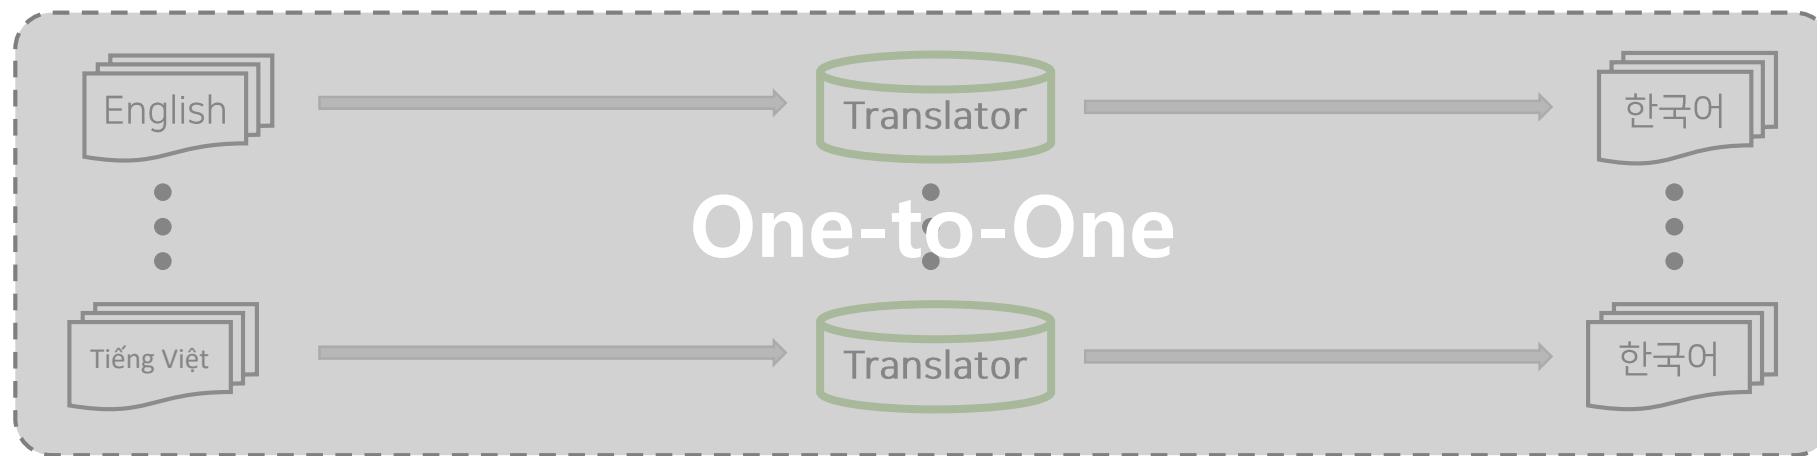 English
Translator
한국어
One-to-One
Tiếng Việt
Translator
한국어